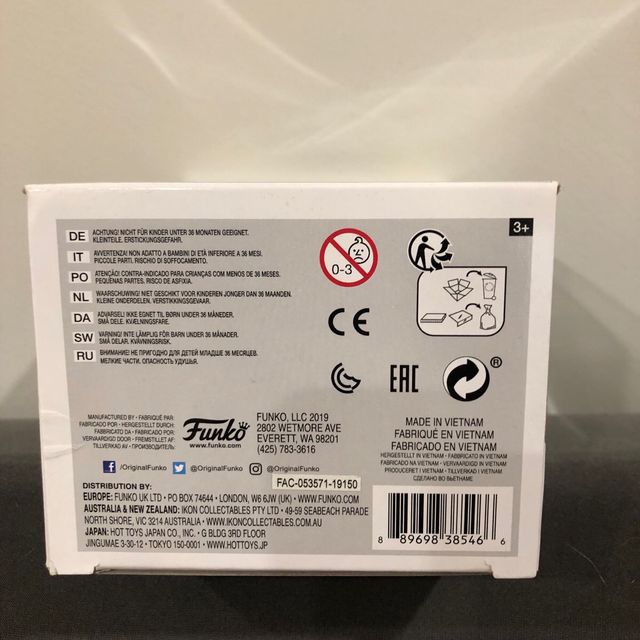 3+
DE ACHTUNG! NICHT FÜR KINDER UNTER 36 MONATEN GEEIGNET.
KLEINTEILE. ERSTICKUNGSGEFAHR.
IT AVVERTENZA! NON ADATTO A BAMBINI DI ETÀ INFERIORE A 36 MESI.
PICCOLE PARTI. RISCHIO DI SOFFOCAMENTO.
PO ATENÇÃO! CONTRA-INDICADO PARA CRIANÇAS COM MENOS DE 36 MESES.
PEQUENAS PARTES. RISCO DE ASFIXIA.
NL WAARSCHUWING! NIET GESCHIKT VOOR KINDEREN JONGER DAN 36 MAANDEN.
KLEINE ONDERDELEN. VERSTIKKINGSGEVAAR.
DA ADVARSEL! IKKE EGNET TIL BØRN UNDER 36 MÅNEDER.
SMÅ DELE. KVÆLNINGSFARE.
SW VARNING! INTE LÄMPLIG FÖR BARN UNDER 36 MÅNADER.
SMÅ DELAR. KVÄVNINGSRISK.
RU ВНИМАНИЕ! НЕ ПРИГОДНО ДЛЯ ДЕТЕЙ МЛАДШЕ 36 МЕСЯЦЕВ.
МЕЛКИЕ ЧАСТИ. ОПАСНОСТЬ УДУШЬЯ.
0-3
CE
EAC
®
MANUFACTURED BY • FABRIQUÉ PAR:
FABRICADO POR: • HERGESTELLT DURCH:
FABRICATO DA: • FABRICADO POR:
VERVAARDIGD DOOR: • FREMSTILLET AF:
TILLVERKAD AV • ПРОИЗВОДИТЕЛЬ:
Funko
www.funko.com
FUNKO, LLC 2019
2802 WETMORE AVE
EVERETT, WA 98201
(425) 783-3616
MADE IN VIETNAM
FABRIQUÉ EN VIETNAM
FABRICADO EN VIETNAM
HERGESTELLT IN VIETNAM • FABBRICATO IN VIETNAM
FABRICADO NA VIETNAM • VERVAARDIGD IN VIETNAM
PRODUCERET I VIETNAM • TILLVERKAD I VIETNAM
СДЕЛАНО ВО ВЬЕТНАМЕ
/OriginalFunko @OriginalFunko @OriginalFunko
FAC-053571-19150
DISTRIBUTION BY:
EUROPE: FUNKO UK LTD • PO BOX 74644 • LONDON, W6 6JW (UK) • WWW.FUNKO.COM
AUSTRALIA & NEW ZEALAND: IKON COLLECTABLES PTY LTD • 49-59 SEABEACH PARADE
NORTH SHORE, VIC 3214 AUSTRALIA • WWW.IKONCOLLECTABLES.COM.AU
JAPAN: HOT TOYS JAPAN CO., INC. • G BLDG 3RD FLOOR
JINGUMAE 3-30-12 • TOKYO 150-0001 • WWW.HOTTOYS.JP
8 89698 38546 6